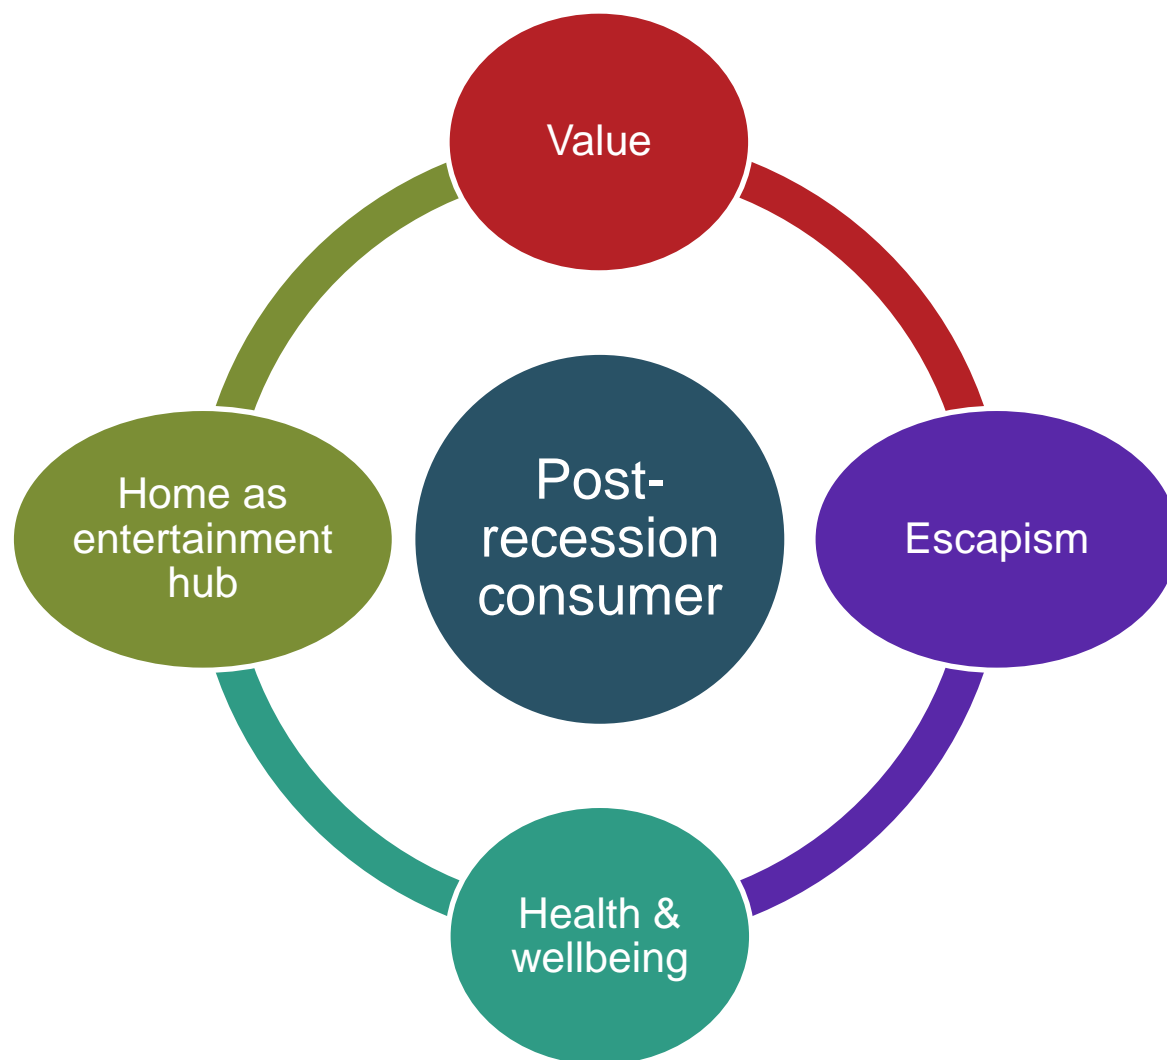 Value
Post-
recession
consumer
Home as
entertainment
hub
Escapism
Health &
wellbeing